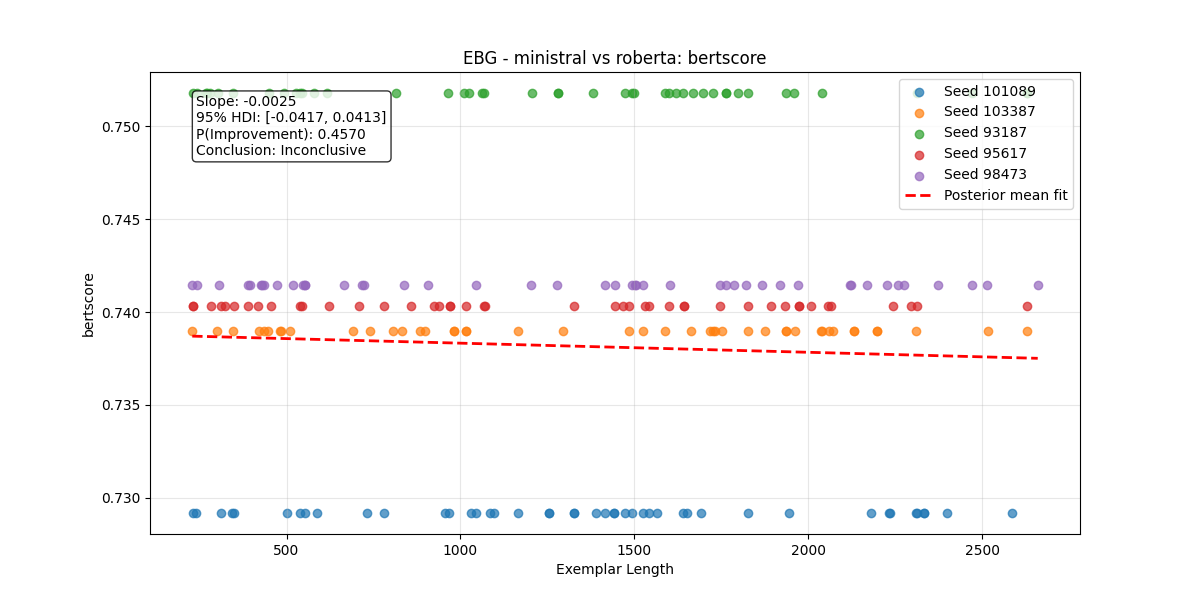 EBG - ministral vs roberta: bertscore
Slope: -0.0025
95% HDI: [-0.0417, 0.0413]
P(Improvement): 0.4570
Conclusion: Inconclusive
Seed 101089
Seed 103387
Seed 93187
Seed 95617
Seed 98473
Posterior mean fit
bertscore
0.750
0.745
0.740
0.735
0.730
500
1000
1500
2000
2500
Exemplar Length